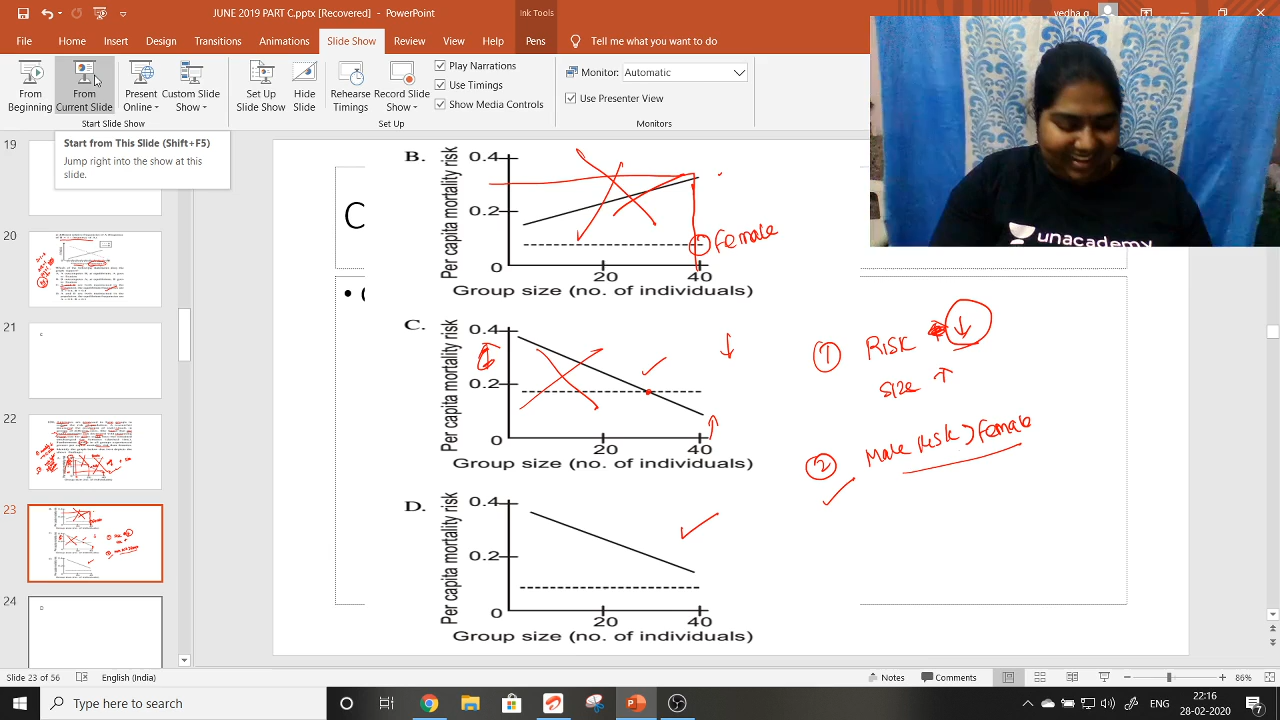 JUNE 2019 PART C.pptx [Recovered]
Ink Tools
vedha
File
Home
Insert
Design
Transitions
Animations
Slide Show
Review
View
Help
Pens
Tell me what you want to do
From
Beginning
From
Current Slide
Present
Online
Custom Slide
Show
Set Up
Slide Show
Hide
Slide
Rehearse
Timings
Record Slide
Show
Play Narrations
Use Timings
Show Media Controls
Monitor:
Automatic
Use Presenter View
Start Slide Show
Set Up
Monitors
Start from This Slide (Shift+F5)
Jump right into the show at this
slide.
19
20
21
22
23
24
C
B.
Per capita mortality risk
0.4
0.2
0
20
40
Group size (no. of individuals)
Female
C.
Per capita mortality risk
0.4
0.2
0
20
40
Group size (no. of individuals)
D.
Per capita mortality risk
0.4
0.2
0
20
40
Group size (no. of individuals)
① Risk ↓
Size ↑
② Male (Risk) > Female
unacademy
Slide 23 of 56
English (India)
Notes
Comments
86%
Type here to search
22:16
28-02-2020